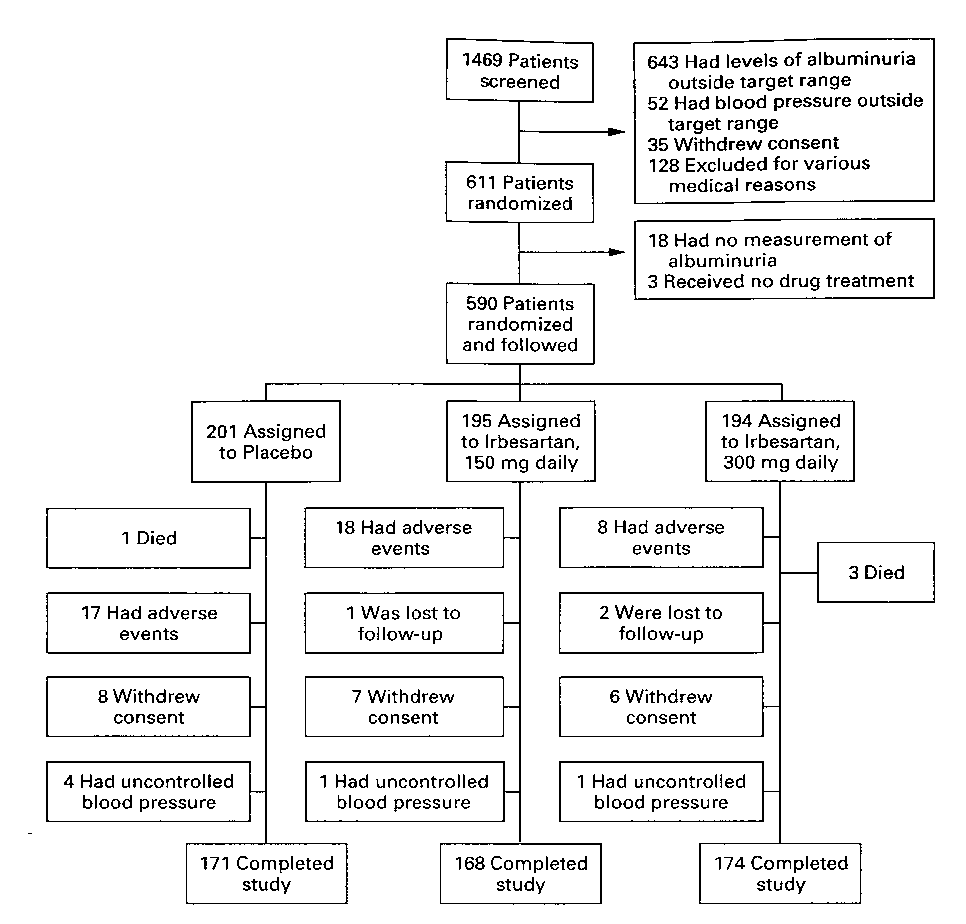 1469 Patients
screened
643 Had levels of albuminuria
outside target range
52 Had blood pressure outside
target range
35 Withdrew consent
128 Excluded for various
medical reasons
611 Patients
randomized
18 Had no measurement of
albuminuria
3 Received no drug treatment
590 Patients
randomized
and followed
201 Assigned
to Placebo
195 Assigned
to Irbesartan,
150 mg daily
194 Assigned
to Irbesartan,
300 mg daily
1 Died
18 Had adverse
events
8 Had adverse
events
3 Died
17 Had adverse
events
1 Was lost to
follow-up
2 Were lost to
follow-up
8 Withdrew
consent
7 Withdrew
consent
6 Withdrew
consent
4 Had uncontrolled
blood pressure
1 Had uncontrolled
blood pressure
1 Had uncontrolled
blood pressure
171 Completed
study
168 Completed
study
174 Completed
study